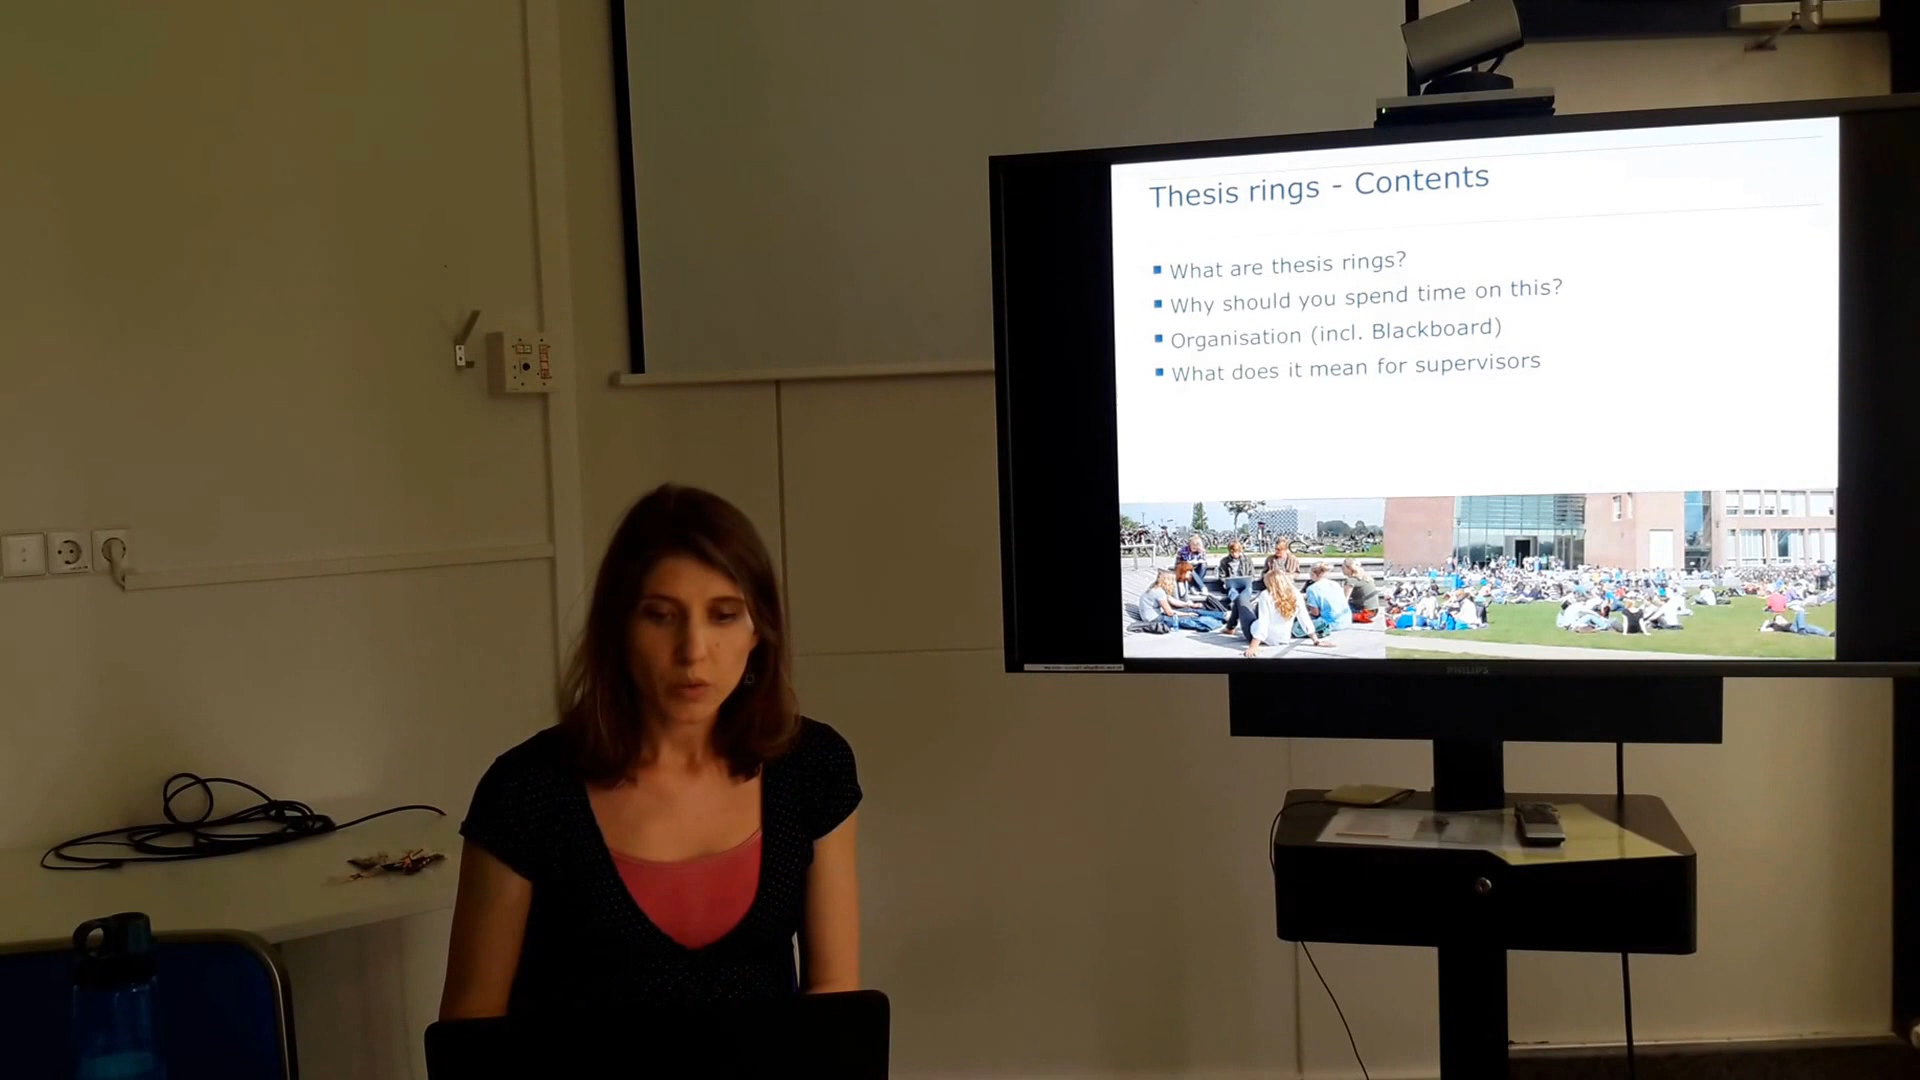 Thesis rings - Contents
What are thesis rings?
Why should you spend time on this?
Organisation (incl. Blackboard)
What does it mean for supervisors
PHILIPS